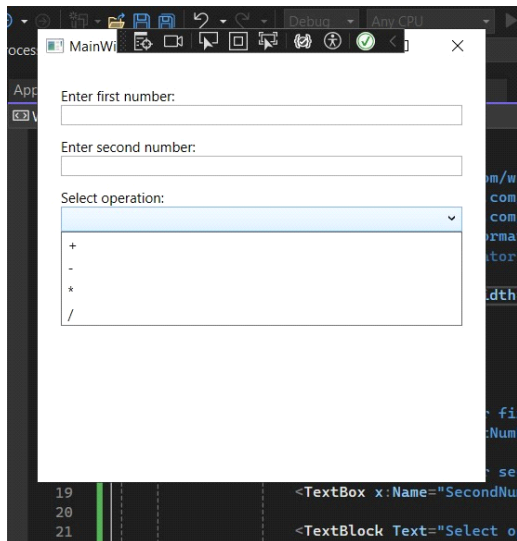 Debug
Any CPU
MainWi
App
Enter first number:
Enter second number:
Select operation:
+
-
*
/
19
<TextBox x:Name="SecondNu
20
21
<TextBlock Text="Select o